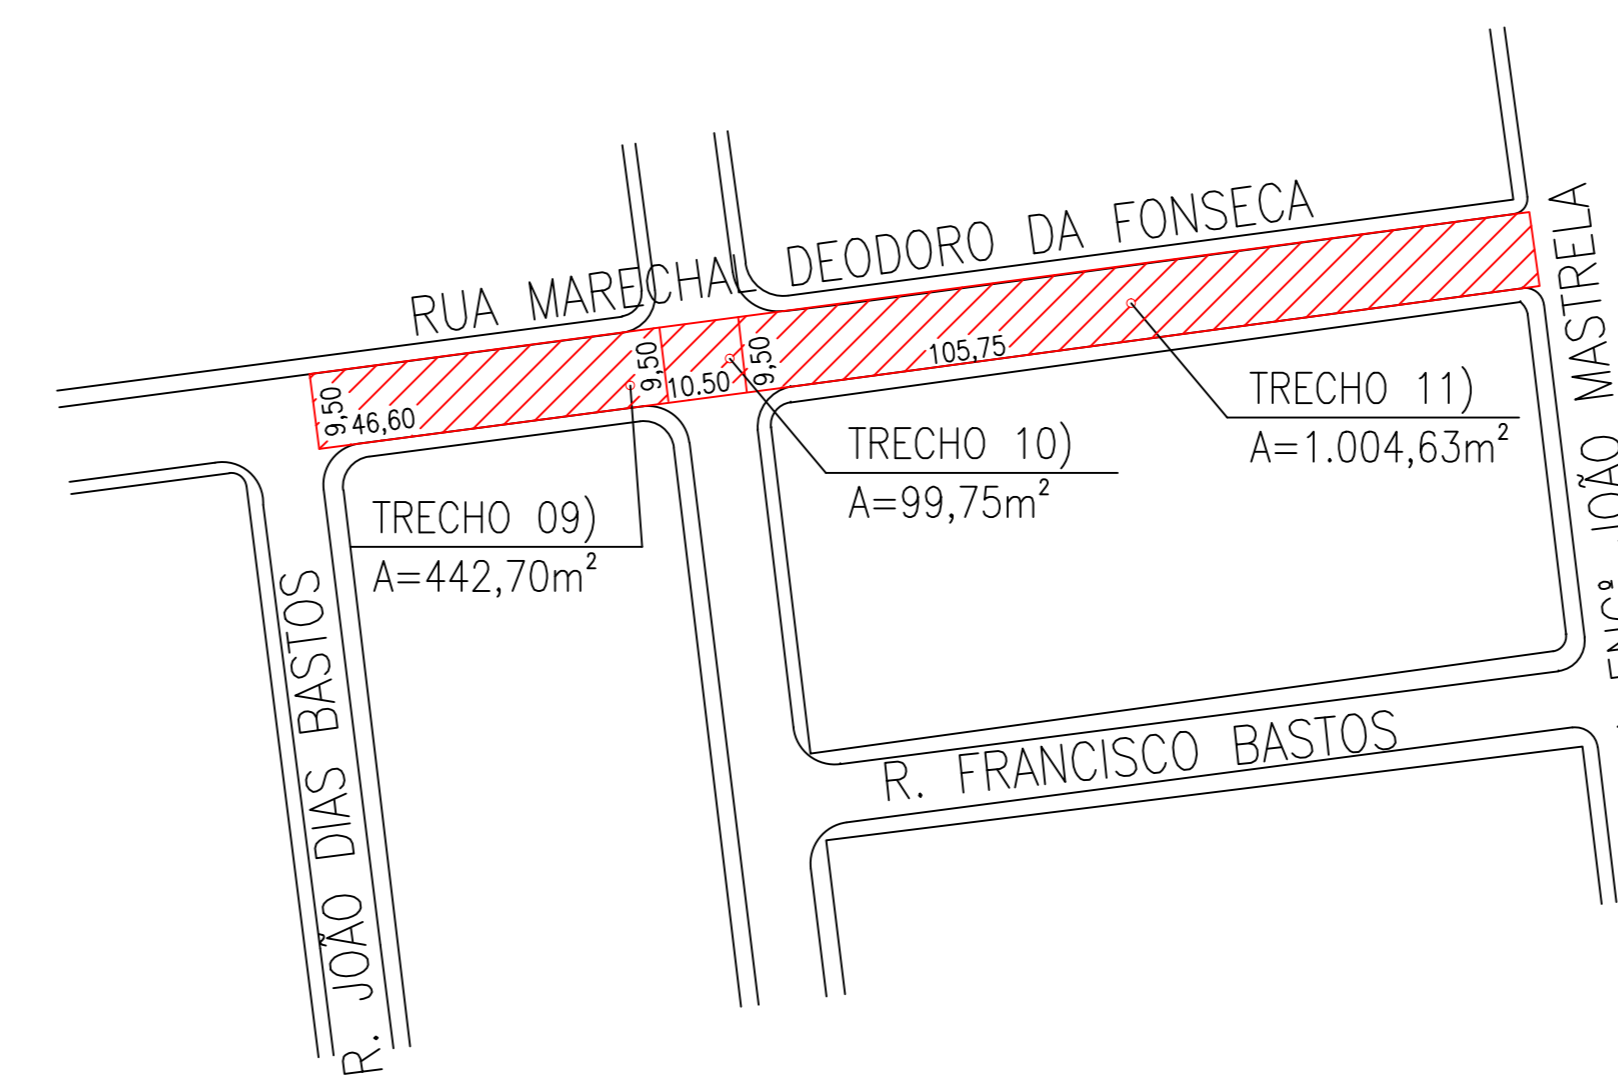 RUA MARECHAL DEODORO DA FONSECA
9,50
46,60
9,50
10.50
9,50
105,75
TRECHO 09)
A=442,70m²
TRECHO 10)
A=99,75m²
TRECHO 11)
A=1.004,63m²
R. JOÃO DIAS BASTOS
R. FRANCISCO BASTOS
JOÃO MASTRELA